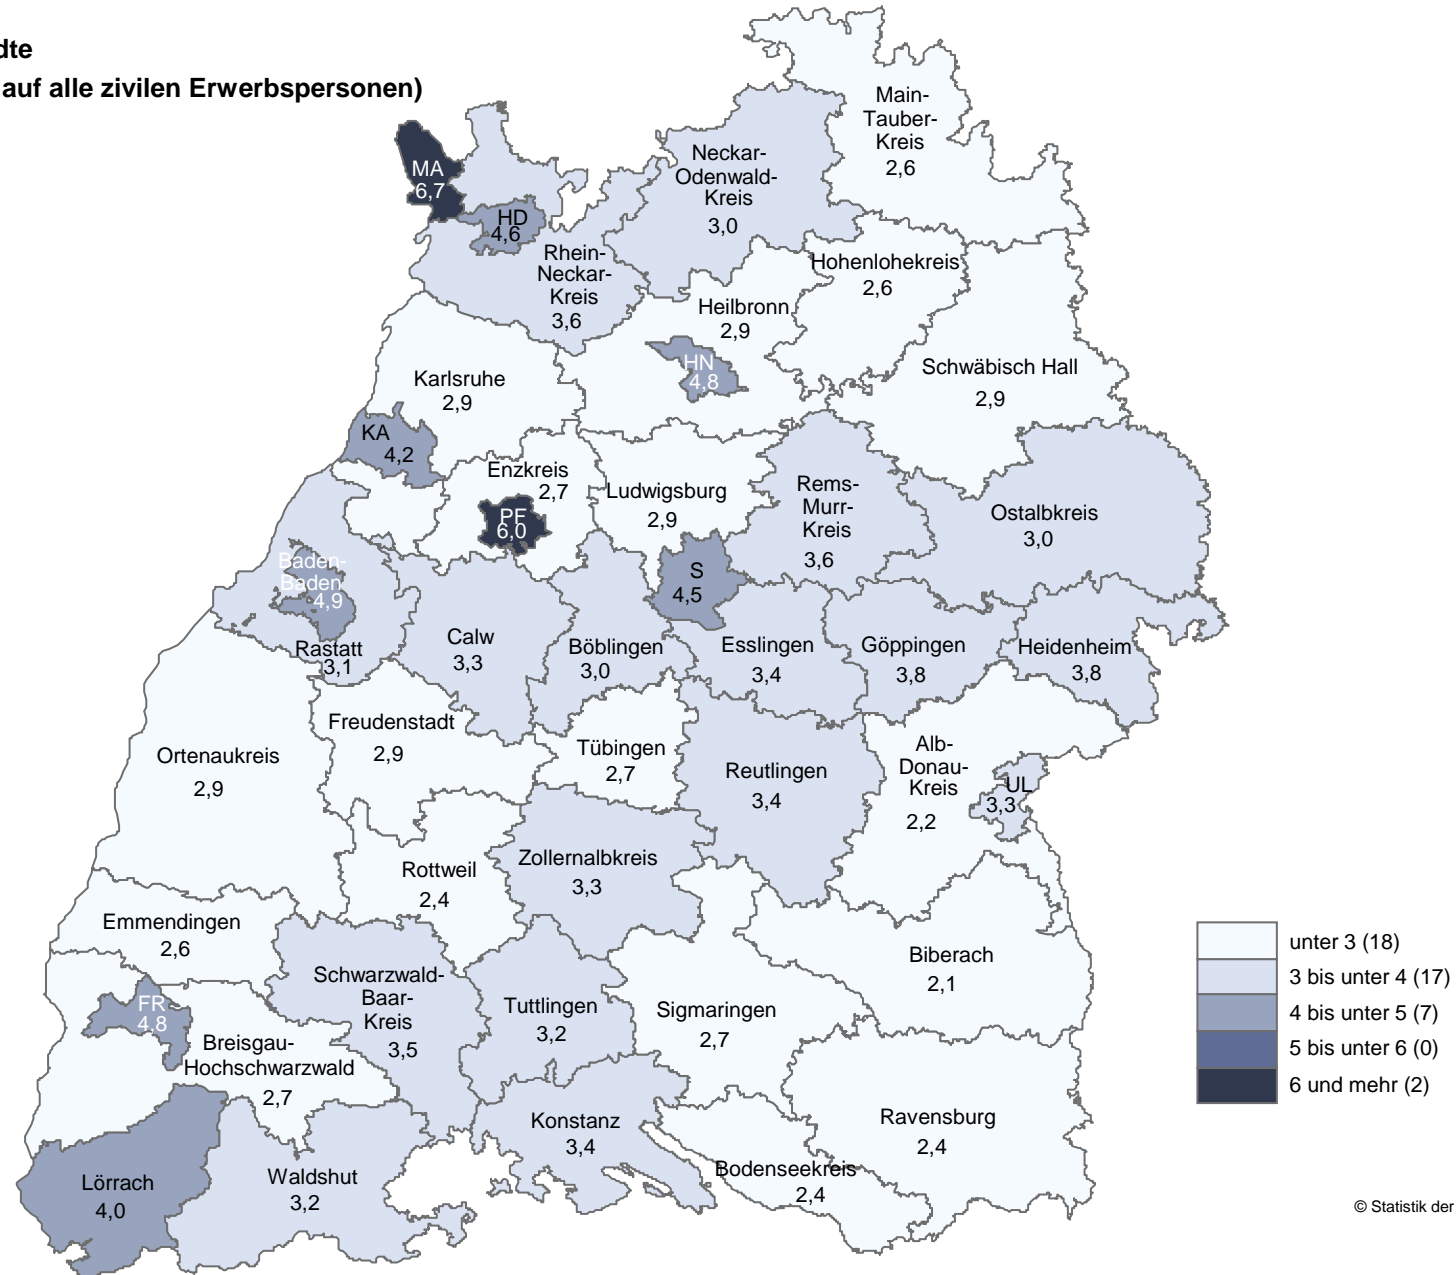 dte
auf alle zivilen Erwerbspersonen)
Main-
Tauber-
Kreis
2,6
MA
6,7
Neckar-
Odenwald-
Kreis
3,0
HD
4,6
Rhein-
Neckar-
Kreis
3,6
Hohenlohekreis
2,6
Heilbronn
2,9
HN
4,8
Schwäbisch Hall
2,9
Karlsruhe
2,9
KA
4,2
Enzkreis
2,7
PF
6,0
Ludwigsburg
2,9
Rems-
Murr-
Kreis
3,6
Ostalbkreis
3,0
Baden-
Baden
4,9
Rastatt
3,1
S
4,5
Calw
3,3
Böblingen
3,0
Esslingen
3,4
Göppingen
3,8
Heidenheim
3,8
Freudenstadt
2,9
Ortenaukreis
2,9
Tübingen
2,7
Reutlingen
3,4
Alb-
Donau-
Kreis
2,2
UL
3,3
Rottweil
2,4
Zollernalbkreis
3,3
Emmendingen
2,6
Biberach
2,1
Schwarzwald-
Baar-
Kreis
3,5
Tuttlingen
3,2
Sigmaringen
2,7
FR
4,8
Breisgau-
Hochschwarzwald
2,7
Konstanz
3,4
Ravensburg
2,4
Bodenseekreis
2,4
Lörrach
4,0
Waldshut
3,2
unter 3 (18)
3 bis unter 4 (17)
4 bis unter 5 (7)
5 bis unter 6 (0)
6 und mehr (2)
© Statistik der